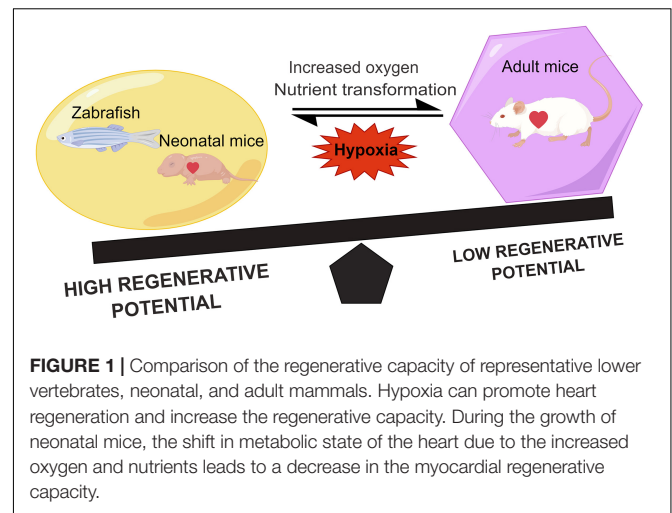 Increased oxygen
Nutrient transformation
Adult mice
Zabrafish
Neonatal mice
Hypoxia
HIGH REGENERATIVE
POTENTIAL
LOW REGENERATIVE
POTENTIAL
FIGURE 1 | Comparison of the regenerative capacity of representative lower
vertebrates, neonatal, and adult mammals. Hypoxia can promote heart
regeneration and increase the regenerative capacity. During the growth of
neonatal mice, the shift in metabolic state of the heart due to the increased
oxygen and nutrients leads to a decrease in the myocardial regenerative
capacity.